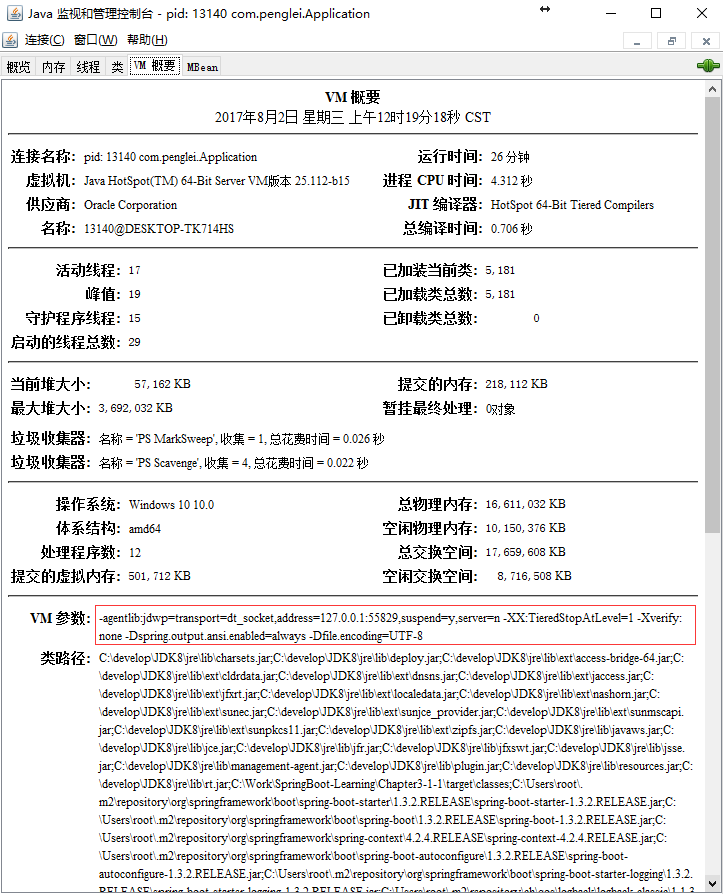 Java 监视和管理控制台 - pid: 13140 com.penglei.Application
连接(C) 窗口(W) 帮助(H)
概览 内存 线程 类 VM 概要 MBean
VM 概要
2017年8月2日 星期三 上午12时19分18秒 CST
连接名称: pid: 13140 com.penglei.Application 运行时间: 26 分钟
虚拟机: Java HotSpot(TM) 64-Bit Server VM版本 25.112-b15 进程 CPU 时间: 4.312 秒
供应商: Oracle Corporation JIT 编译器: HotSpot 64-Bit Tiered Compilers
名称: 13140@DESKTOP-TK714HS 总编译时间: 0.706 秒
活动线程: 17 已加装当前类: 5,181
峰值: 19 已加载类总数: 5,181
守护程序线程: 15 已卸载类总数: 0
启动的线程总数: 29
当前堆大小: 57,162 KB 提交的内存: 218,112 KB
最大堆大小: 3,692,032 KB 暂挂最终处理: 0对象
垃圾收集器: 名称 = 'PS MarkSweep', 收集 = 1, 总花费时间 = 0.026 秒
垃圾收集器: 名称 = 'PS Scavenge', 收集 = 4, 总花费时间 = 0.022 秒
操作系统: Windows 10 10.0 总物理内存: 16,611,032 KB
体系结构: amd64 空闲物理内存: 10,150,376 KB
处理程序数: 12 总交换空间: 17,659,608 KB
提交的虚拟内存: 501,712 KB 空闲交换空间: 8,716,508 KB
VM 参数: -agentlib:jdwp=transport=dt_socket,address=127.0.0.1:55829,suspend=y,server=n -XX:TieredStopAtLevel=1 -Xverify:
none -Dspring.output.ansi.enabled=always -Dfile.encoding=UTF-8
类路径: C:\develop\JDK8\jre\lib\charsets.jar;C:\develop\JDK8\jre\lib\deploy.jar;C:\develop\JDK8\jre\lib\ext\access-bridge-64.jar;C:
\develop\JDK8\jre\lib\ext\cldrdata.jar;C:\develop\JDK8\jre\lib\ext\dnsns.jar;C:\develop\JDK8\jre\lib\ext\jaccess.jar;C:
\develop\JDK8\jre\lib\ext\jfxrt.jar;C:\develop\JDK8\jre\lib\ext\localedata.jar;C:\develop\JDK8\jre\lib\ext\nashorn.jar;C:
\develop\JDK8\jre\lib\ext\sunec.jar;C:\develop\JDK8\jre\lib\ext\sunjce_provider.jar;C:\develop\JDK8\jre\lib\ext\sunmscapi.
jar;C:\develop\JDK8\jre\lib\ext\sunpkcs11.jar;C:\develop\JDK8\jre\lib\ext\zipfs.jar;C:\develop\JDK8\jre\lib\javaws.jar;C:
\develop\JDK8\jre\lib\jce.jar;C:\develop\JDK8\jre\lib\jfr.jar;C:\develop\JDK8\jre\lib\jfxswt.jar;C:\develop\JDK8\jre\lib\jsse.
jar;C:\develop\JDK8\jre\lib\management-agent.jar;C:\develop\JDK8\jre\lib\plugin.jar;C:\develop\JDK8\jre\lib\resources.jar;C:
\develop\JDK8\jre\lib\rt.jar;C:\Work\SpringBoot-Learning\Chapter3-1-1\target\classes;C:\Users\root\.
m2\repository\org\springframework\boot\spring-boot-starter\1.3.2.RELEASE\spring-boot-starter-1.3.2.RELEASE.jar;C:
\Users\root\.m2\repository\org\springframework\boot\spring-boot\1.3.2.RELEASE\spring-boot-1.3.2.RELEASE.jar;C:
\Users\root\.m2\repository\org\springframework\spring-context\4.2.4.RELEASE\spring-context-4.2.4.RELEASE.jar;C:
\Users\root\.m2\repository\org\springframework\boot\spring-boot-autoconfigure\1.3.2.RELEASE\spring-boot-
autoconfigure-1.3.2.RELEASE.jar;C:\Users\root\.m2\repository\org\springframework\boot\spring-boot-starter-logging\1.3.2.
RELEASE\spring-boot-starter-logging-1.3.2.RELEASE.jar;C:\Users\root\.m2\repository\ch\qos\logback\logback-classic\1.1.3